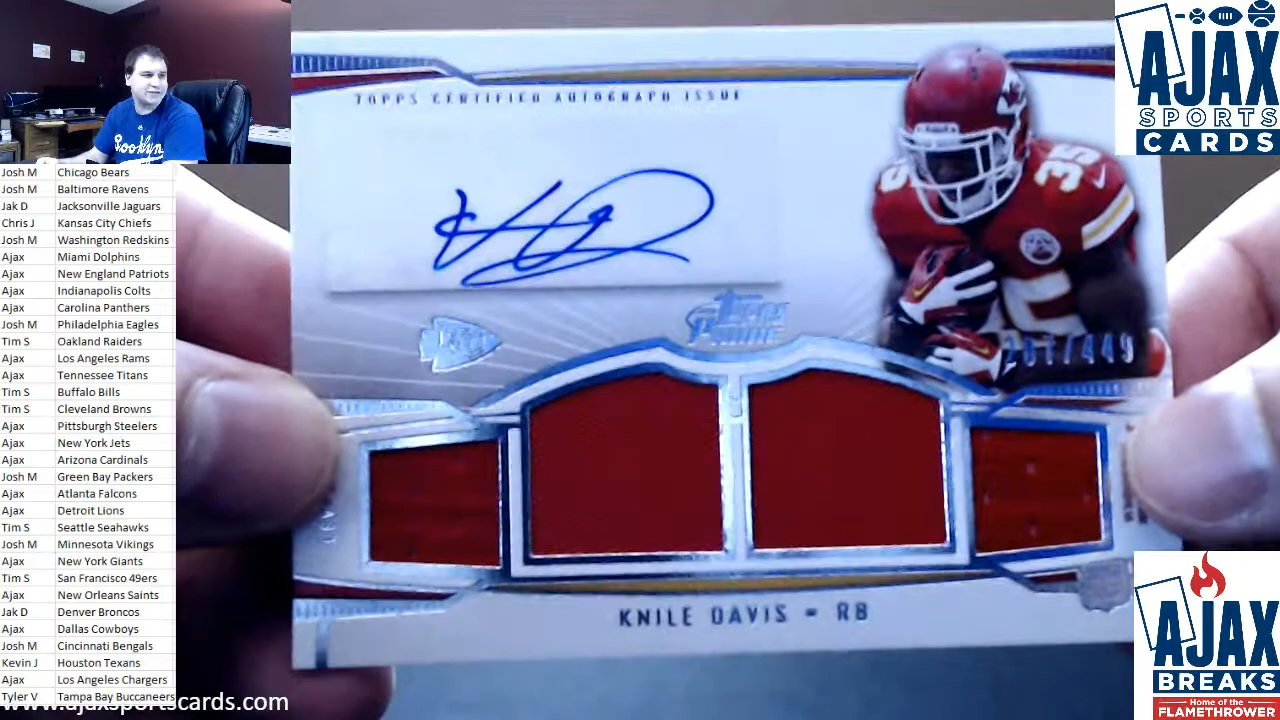 Brooklyn
TOPPS CERTIFIED AUTOGRAPH ISSUE
35
Topps Prime
/449
KNILE DAVIS - RB
AJAX
SPORTS
CARDS
Josh M Chicago Bears
Josh M Baltimore Ravens
Jak D Jacksonville Jaguars
Chris J Kansas City Chiefs
Josh M Washington Redskins
Ajax Miami Dolphins
Ajax New England Patriots
Ajax Indianapolis Colts
Ajax Carolina Panthers
Josh M Philadelphia Eagles
Tim S Oakland Raiders
Ajax Los Angeles Rams
Ajax Tennessee Titans
Tim S Buffalo Bills
Tim S Cleveland Browns
Ajax Pittsburgh Steelers
Ajax New York Jets
Ajax Arizona Cardinals
Josh M Green Bay Packers
Ajax Atlanta Falcons
Ajax Detroit Lions
Tim S Seattle Seahawks
Josh M Minnesota Vikings
Ajax New York Giants
Tim S San Francisco 49ers
Ajax New Orleans Saints
Jak D Denver Broncos
Ajax Dallas Cowboys
Josh M Cincinnati Bengals
Kevin J Houston Texans
Ajax Los Angeles Chargers
Tyler V Tampa Bay Buccaneers
www.ajaxsportscards.com
AJAX
BREAKS
Home of the
FLAMETHROWER